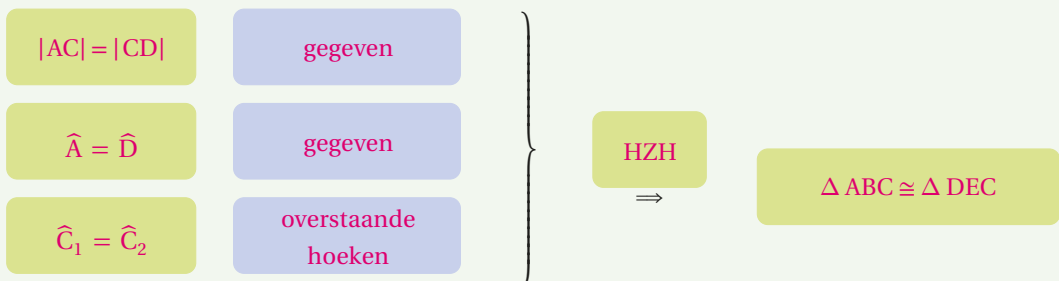 |AC| = |CD| gegeven
Â = D̂ gegeven
Ĉ₁ = Ĉ₂ overstaande
hoeken
HZH
⟹
Δ ABC ≅ Δ DEC